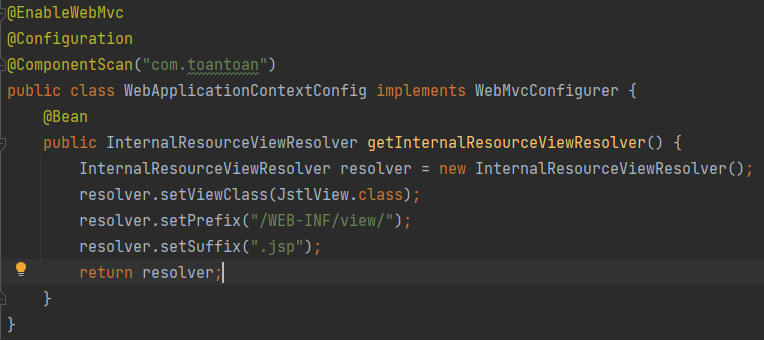 @EnableWebMvc
@Configuration
@ComponentScan("com.toantoan")
public class WebApplicationContextConfig implements WebMvcConfigurer {
    @Bean
    public InternalResourceViewResolver getInternalResourceViewResolver() {
        InternalResourceViewResolver resolver = new InternalResourceViewResolver();
        resolver.setViewClass(JstlView.class);
        resolver.setPrefix("/WEB-INF/view/");
        resolver.setSuffix(".jsp");
        return resolver;
    }
}